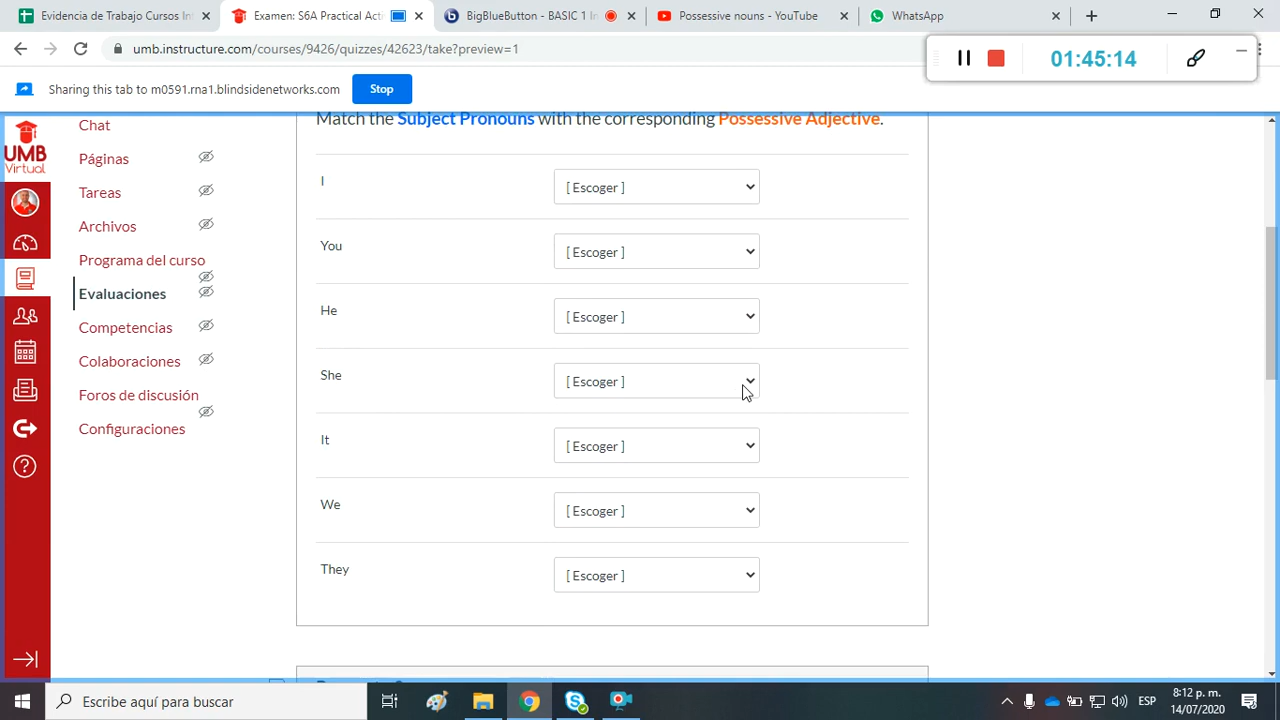 Evidencia de Trabajo Cursos In
Examen: S6A Practical Act
BigBlueButton - BASIC 1 I
Possessive nouns - YouTube
WhatsApp
umb.instructure.com/courses/9426/quizzes/42623/take?preview=1
01:45:14
Sharing this tab to m0591.rna1.blindsidenetworks.com
Stop
UMB
Virtual
Chat
Páginas
Tareas
Archivos
Programa del curso
Evaluaciones
Competencias
Colaboraciones
Foros de discusión
Configuraciones
Match the Subject Pronouns with the corresponding Possessive Adjective.
I [ Escoger ]
You [ Escoger ]
He [ Escoger ]
She [ Escoger ]
It [ Escoger ]
We [ Escoger ]
They [ Escoger ]
Escribe aquí para buscar
ESP
8:12 p. m.
14/07/2020